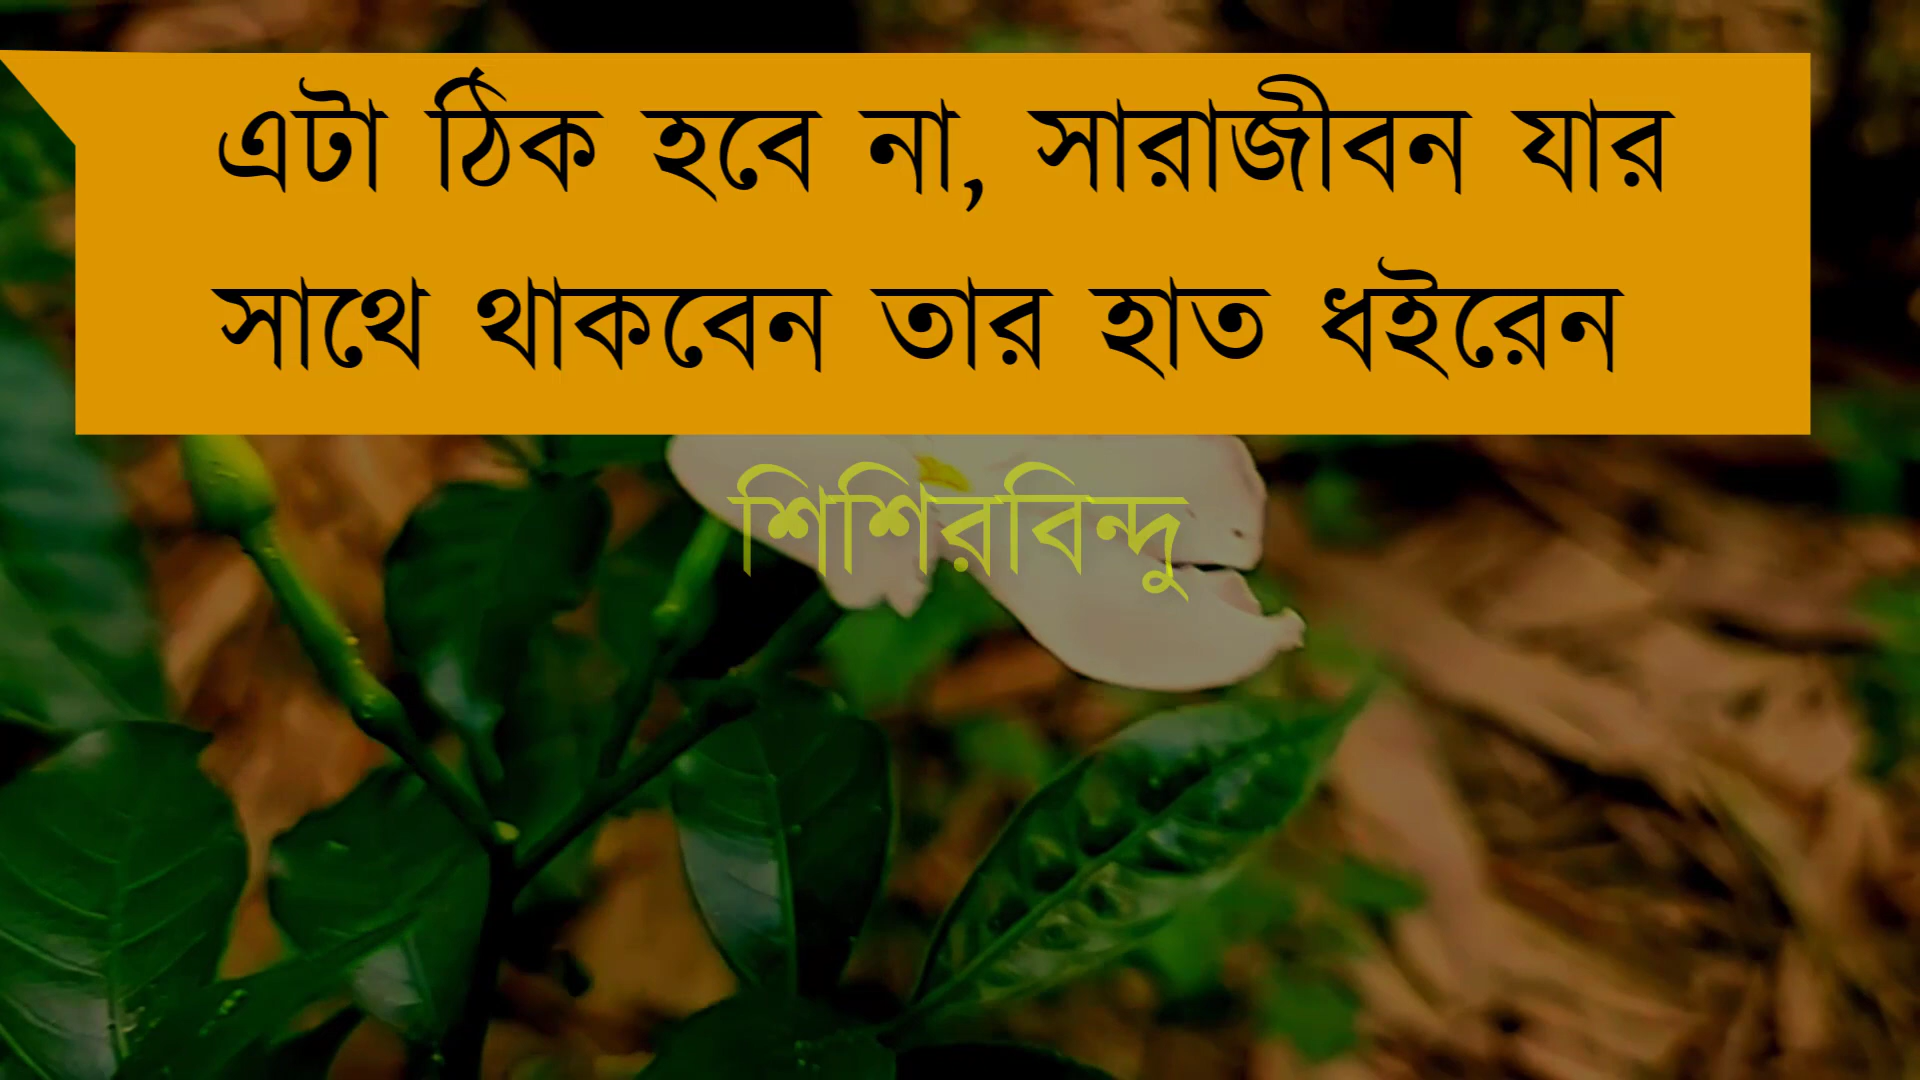 এটা ঠিক হবে না, সারাজীবন যার
সাথে থাকবেন তার হাত ধইরেন
শিশিরবিন্দু